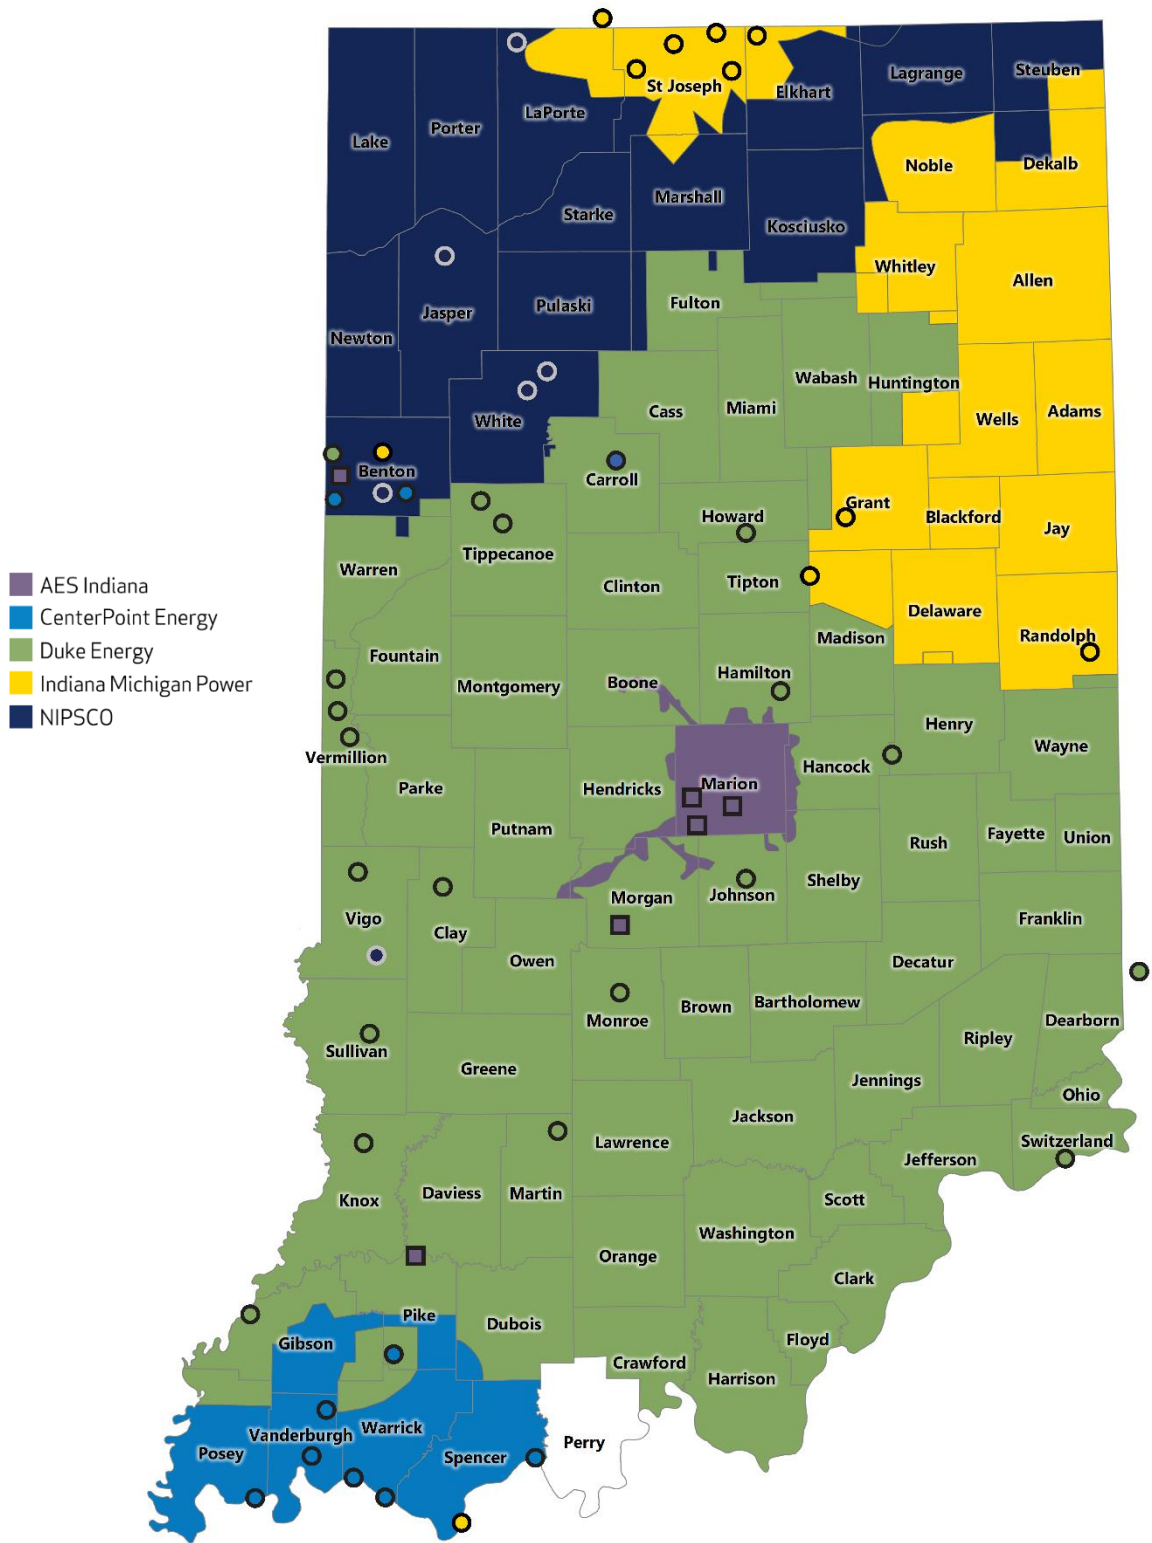 St Joseph
Lagrange
Steuben
Elkhart
LaPorte
Porter
Lake
Noble
Dekalb
Marshall
Starke
Kosciusko
Whitley
Allen
Fulton
Pulaski
Jasper
Newton
Wabash
Huntington
Miami
Cass
Wells
Adams
White
Benton
Carroll
Grant
Blackford
Howard
Jay
Tippecanoe
Warren
Clinton
Tipton
Delaware
Randolph
Madison
Fountain
Montgomery
Boone
Hamilton
Henry
Wayne
Vermillion
Hancock
Marion
Hendricks
Parke
Putnam
Fayette
Union
Rush
Shelby
Johnson
Morgan
Vigo
Clay
Franklin
Owen
Decatur
Monroe
Brown
Bartholomew
Dearborn
Ripley
Sullivan
Greene
Jennings
Ohio
Jackson
Lawrence
Switzerland
Jefferson
Knox
Daviess
Martin
Scott
Washington
Orange
Clark
Pike
Dubois
Gibson
Floyd
Crawford
Harrison
Warrick
Vanderburgh
Posey
Spencer
Perry
AES Indiana
CenterPoint Energy
Duke Energy
Indiana Michigan Power
NIPSCO